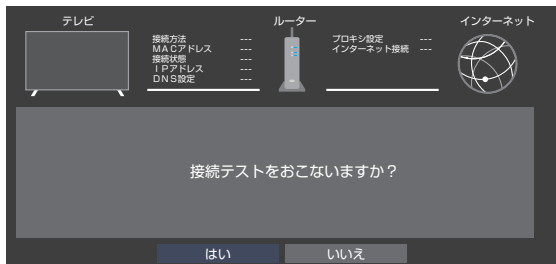 テレビ
ルーター
インターネット
接続方法 ---
MACアドレス ---
接続状態 ---
IPアドレス ---
DNS設定 ---
プロキシ設定 ---
インターネット接続 ---
接続テストをおこないますか？
はい
いいえ